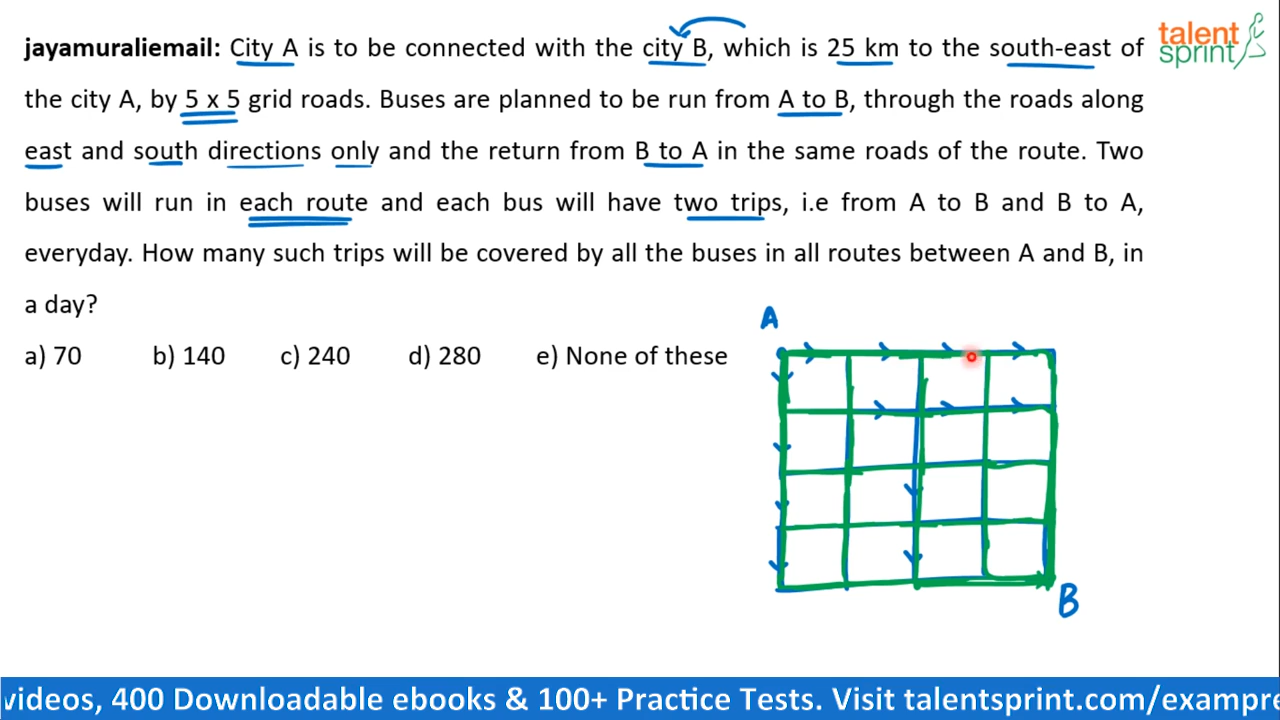 talent
sprint
jayamuraliemail: City A is to be connected with the city B, which is 25 km to the south-east of
the city A, by 5 x 5 grid roads. Buses are planned to be run from A to B, through the roads along
east and south directions only and the return from B to A in the same roads of the route. Two
buses will run in each route and each bus will have two trips, i.e from A to B and B to A,
everyday. How many such trips will be covered by all the buses in all routes between A and B, in
a day?
a) 70 b) 140 c) 240 d) 280 e) None of these
A
B
videos, 400 Downloadable ebooks & 100+ Practice Tests. Visit talentsprint.com/exampre